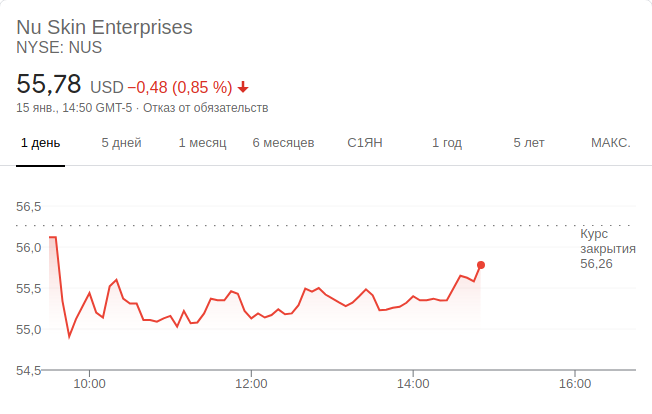 Nu Skin Enterprises
NYSE: NUS
55,78 USD −0,48 (0,85 %)
15 янв., 14:50 GMT-5 · Отказ от обязательств
1 день 5 дней 1 месяц 6 месяцев С1ЯН 1 год 5 лет МАКС.
56,5
Курс
56,0 закрытия
56,26
55,5
55,0
54,5
10:00 12:00 14:00 16:00